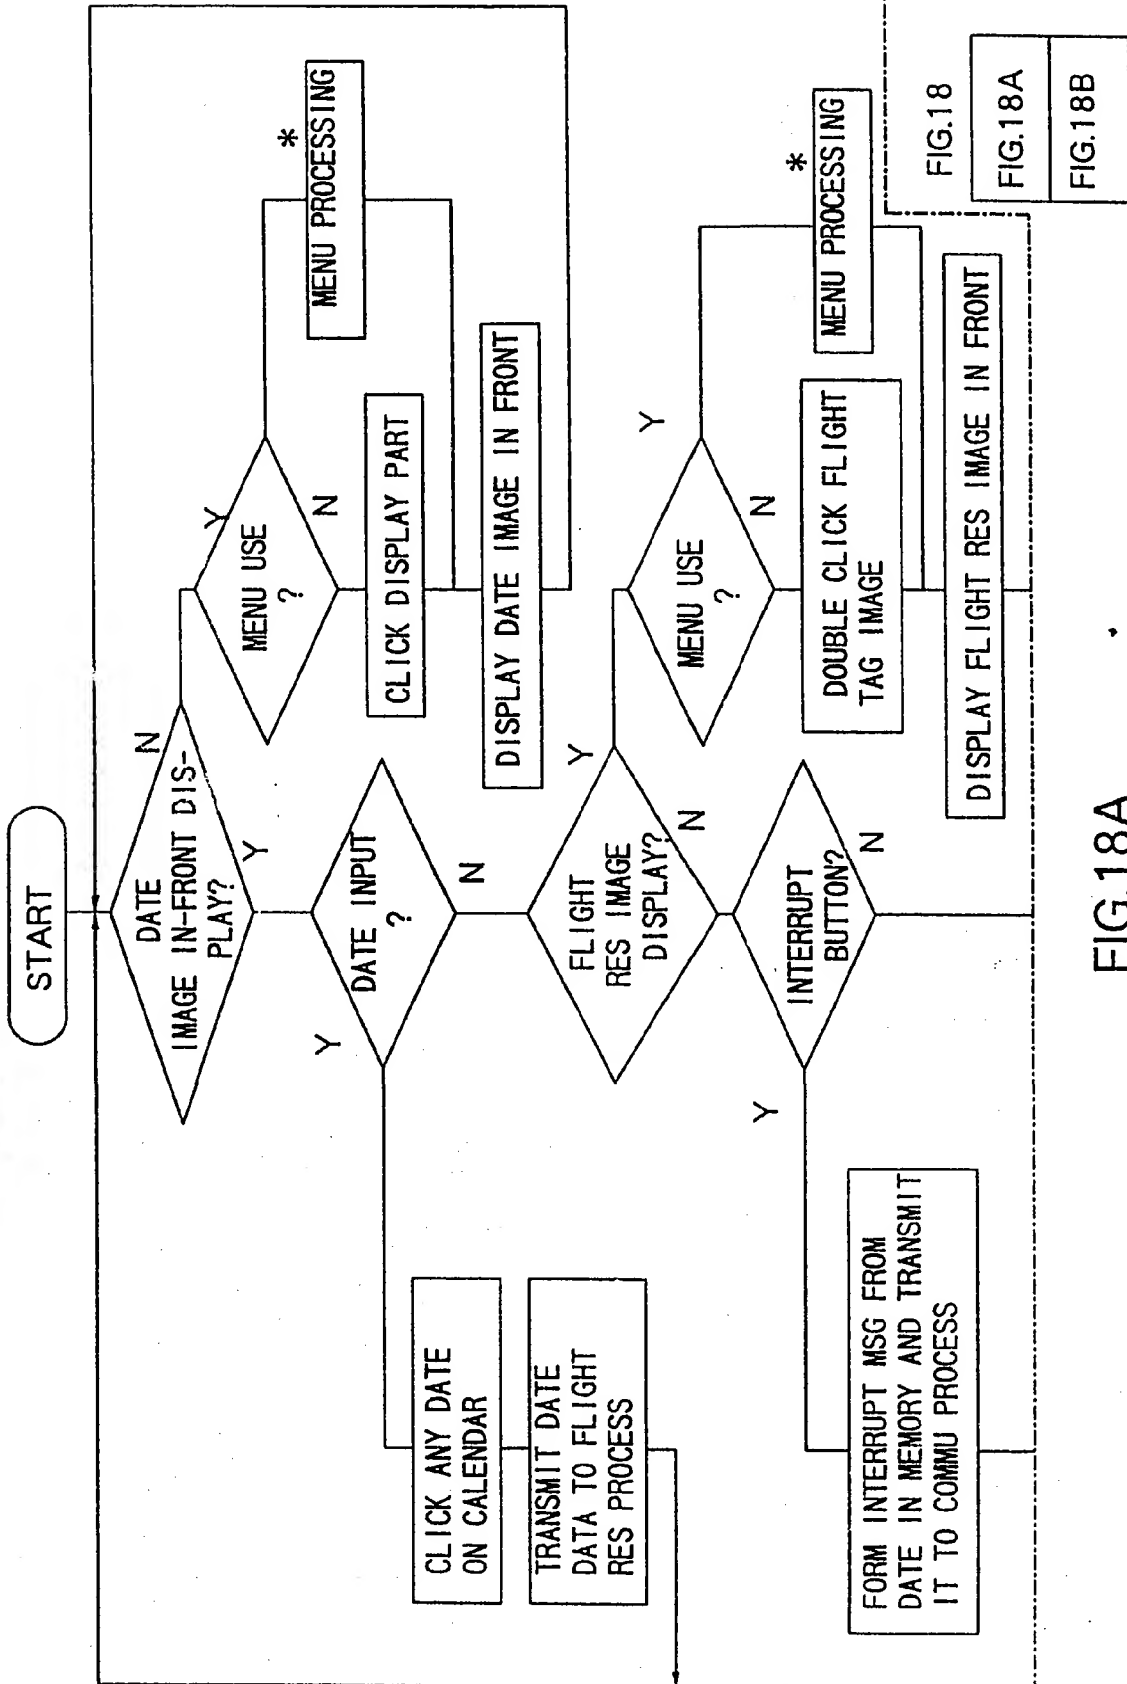 START
DATE
IMAGE IN-FRONT DIS-
PLAY?
N
Y
MENU USE
?
Y
N
*
MENU PROCESSING
CLICK DISPLAY PART
DISPLAY DATE IMAGE IN FRONT
DATE INPUT
?
Y
N
CLICK ANY DATE
ON CALENDAR
TRANSMIT DATE
DATA TO FLIGHT
RES PROCESS
FLIGHT
RES IMAGE
DISPLAY?
Y
N
MENU USE
?
Y
N
*
MENU PROCESSING
DOUBLE CLICK FLIGHT
TAG IMAGE
DISPLAY FLIGHT RES IMAGE IN FRONT
INTERRUPT
BUTTON?
Y
N
FORM INTERRUPT MSG FROM
DATE IN MEMORY AND TRANSMIT
IT TO COMMU PROCESS
FIG.18
FIG.18A
FIG.18B
FIG.18A